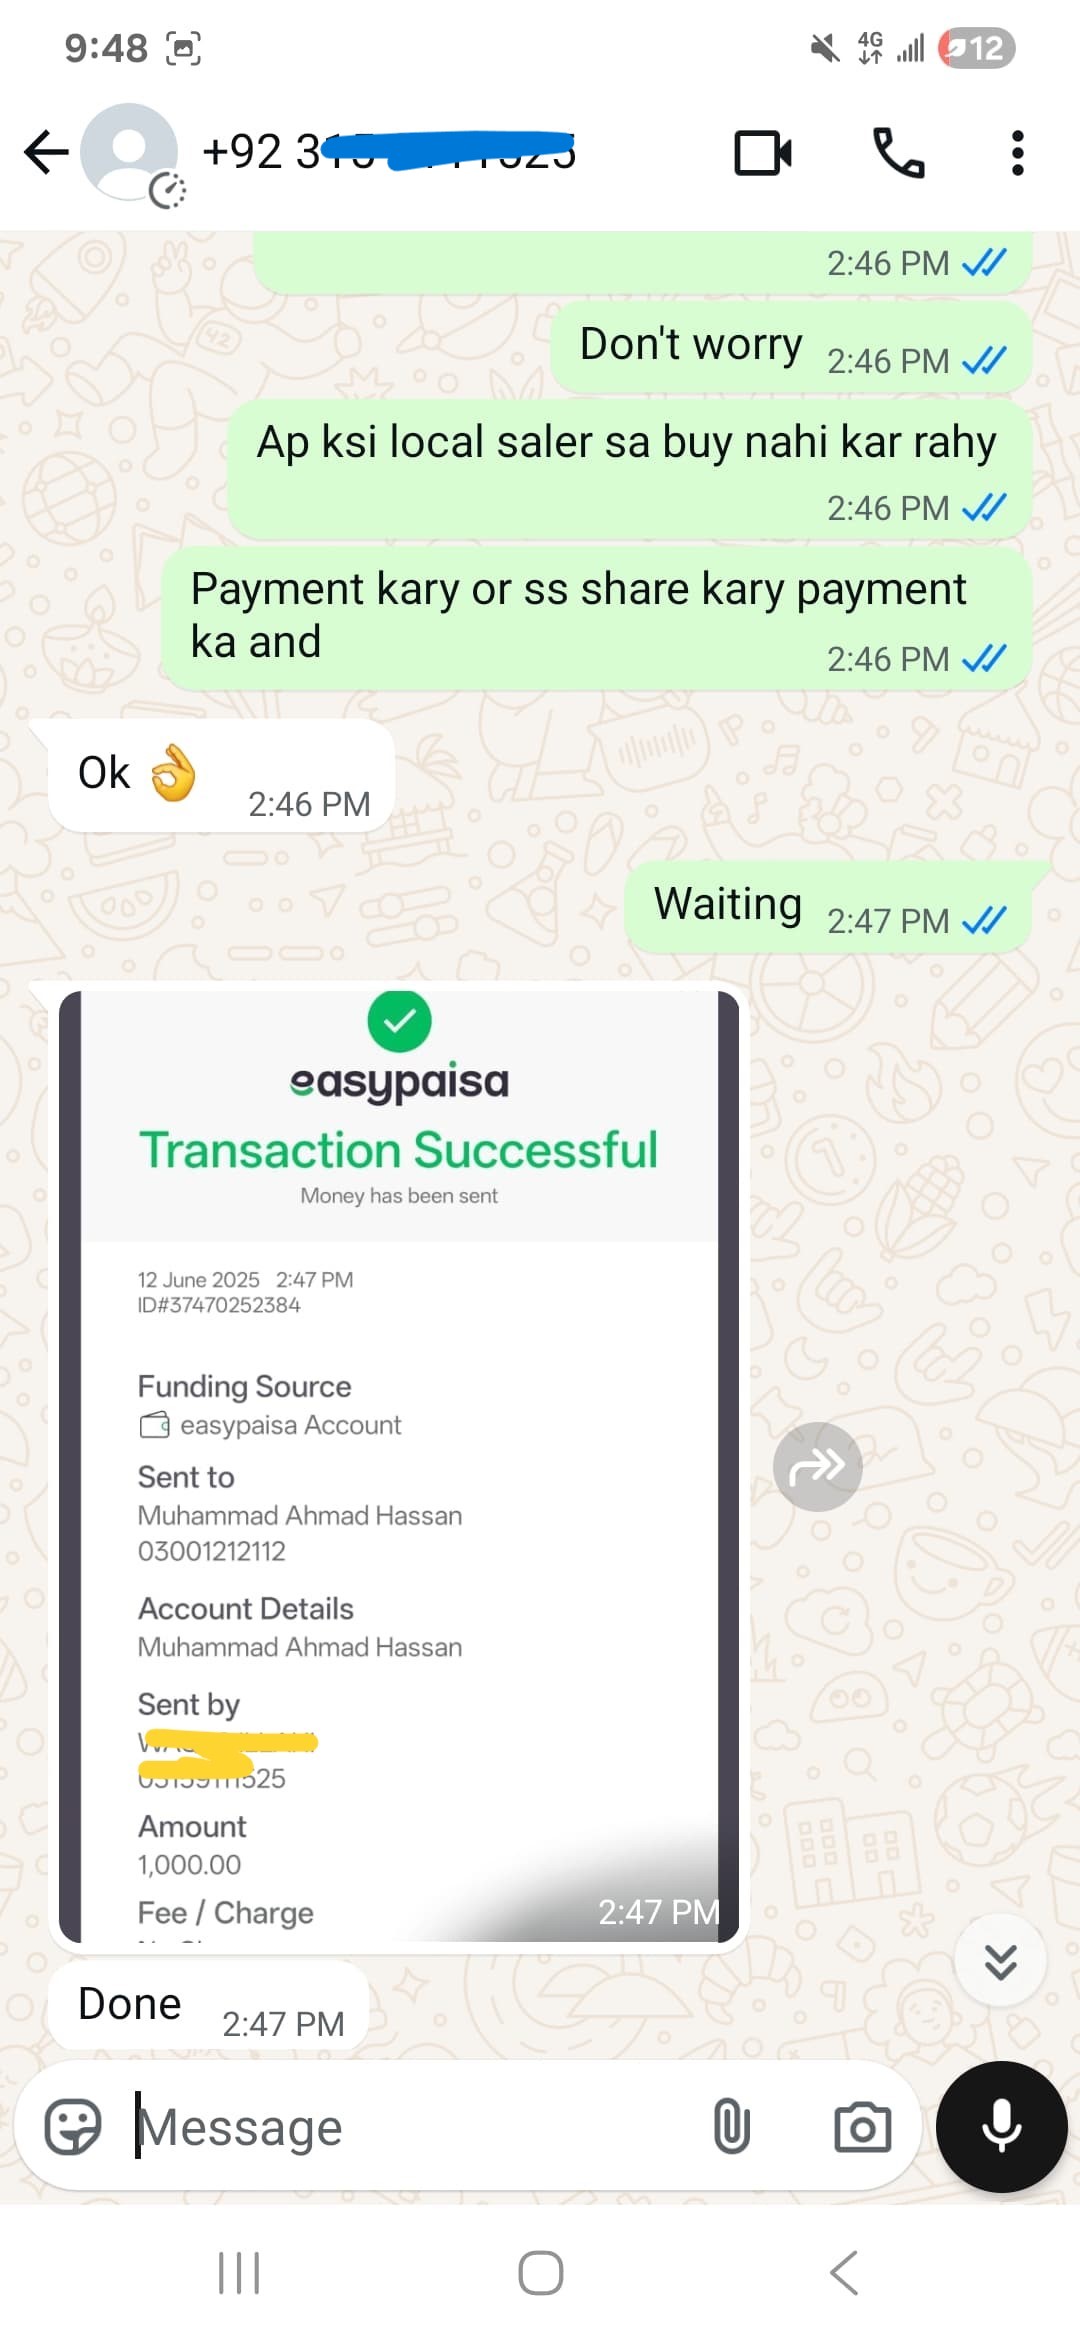 9:48
4G
12
+92 3
2:46 PM
Don't worry 2:46 PM
Ap ksi local saler sa buy nahi kar rahy
2:46 PM
Payment kary or ss share kary payment
ka and
2:46 PM
Ok 👌
2:46 PM
Waiting 2:47 PM
easypaisa
Transaction Successful
Money has been sent
12 June 2025 2:47 PM
ID#37470252384
Funding Source
easypaisa Account
Sent to
Muhammad Ahmad Hassan
03001212112
Account Details
Muhammad Ahmad Hassan
Sent by
Amount
1,000.00
Fee / Charge
2:47 PM
Done 2:47 PM
Message